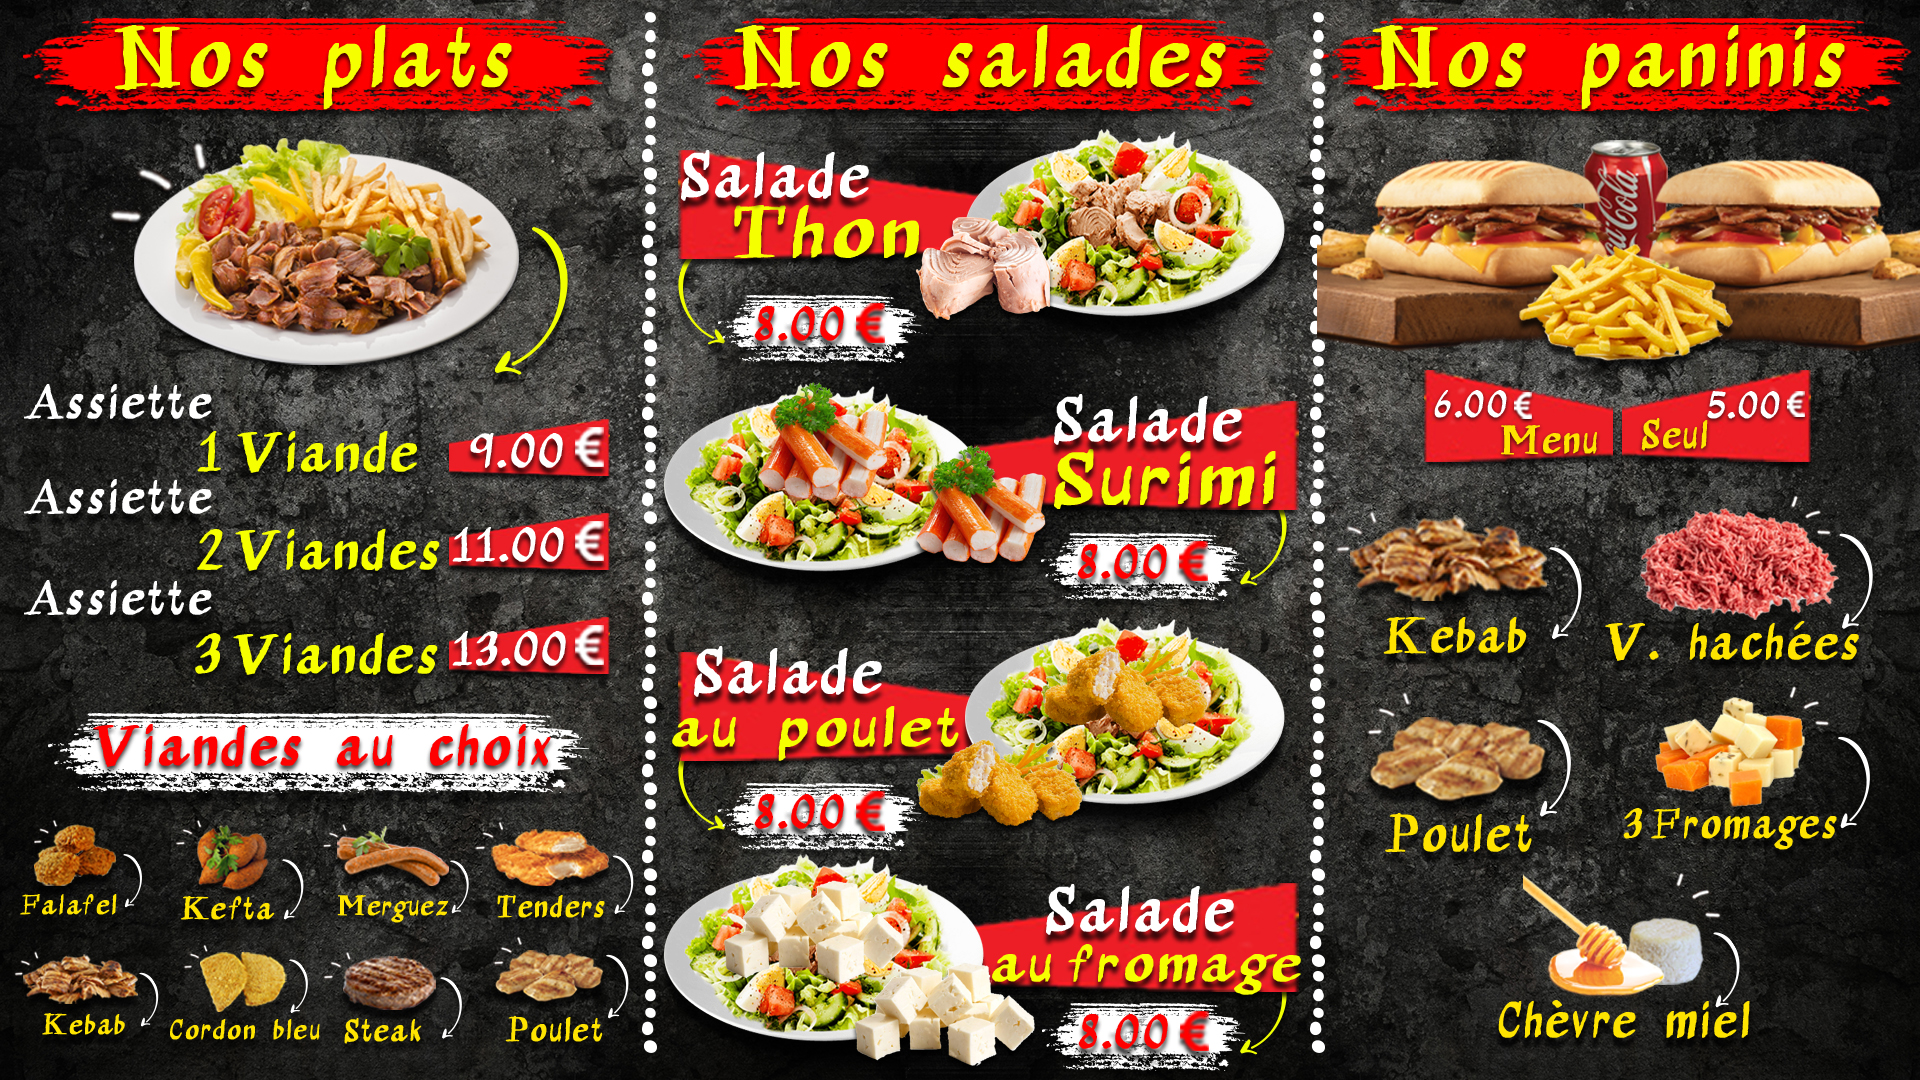 Nos plats
Assiette
1 Viande 9.00 €
Assiette
2 Viandes 11.00 €
Assiette
3 Viandes 13.00 €
Viandes au choix
Falafel
Kefta
Merguez
Tenders
Kebab
Cordon bleu
Steak
Poulet
Nos salades
Salade
Thon
8.00 €
Salade
Surimi
8.00 €
Salade
au poulet
8.00 €
Salade
au fromage
8.00 €
Nos paninis
6.00 €
Menu
5.00 €
Seul
Kebab
V. hachées
Poulet
3 Fromages
Chèvre miel